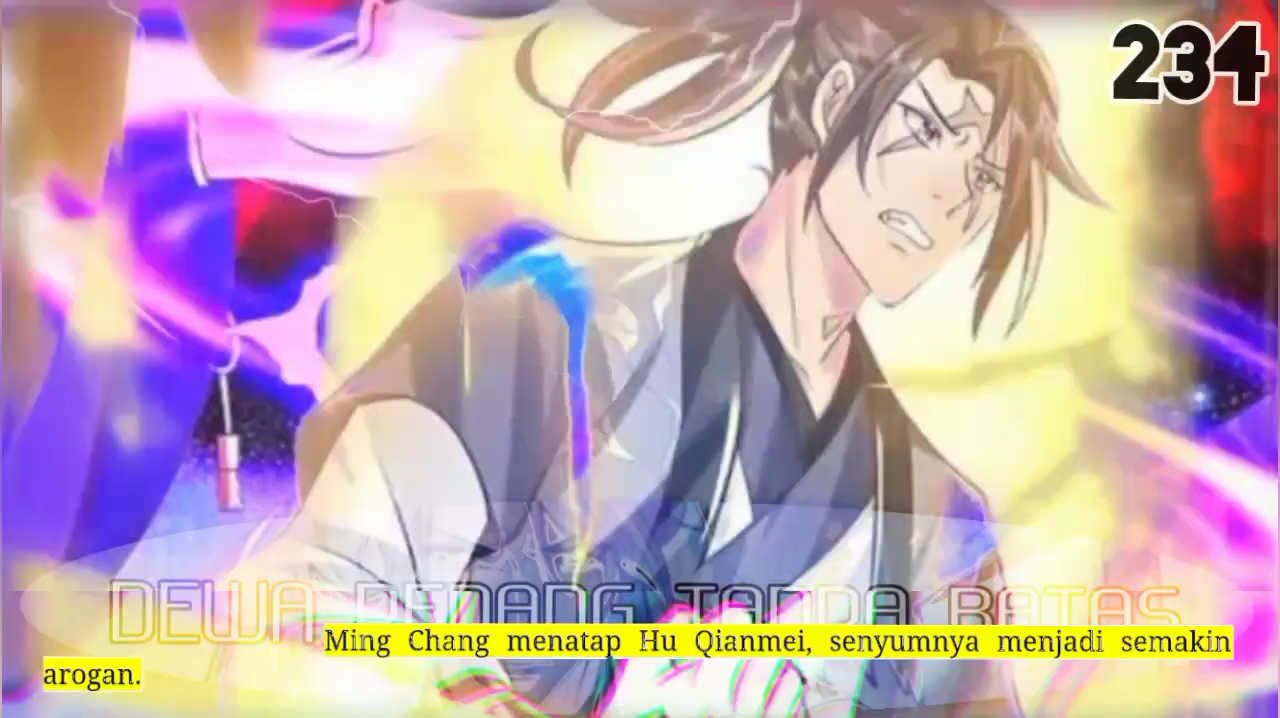 234
DEWA PEDANG TANPA BATAS
Ming Chang menatap Hu Qianmei, senyumnya menjadi semakin
arogan.